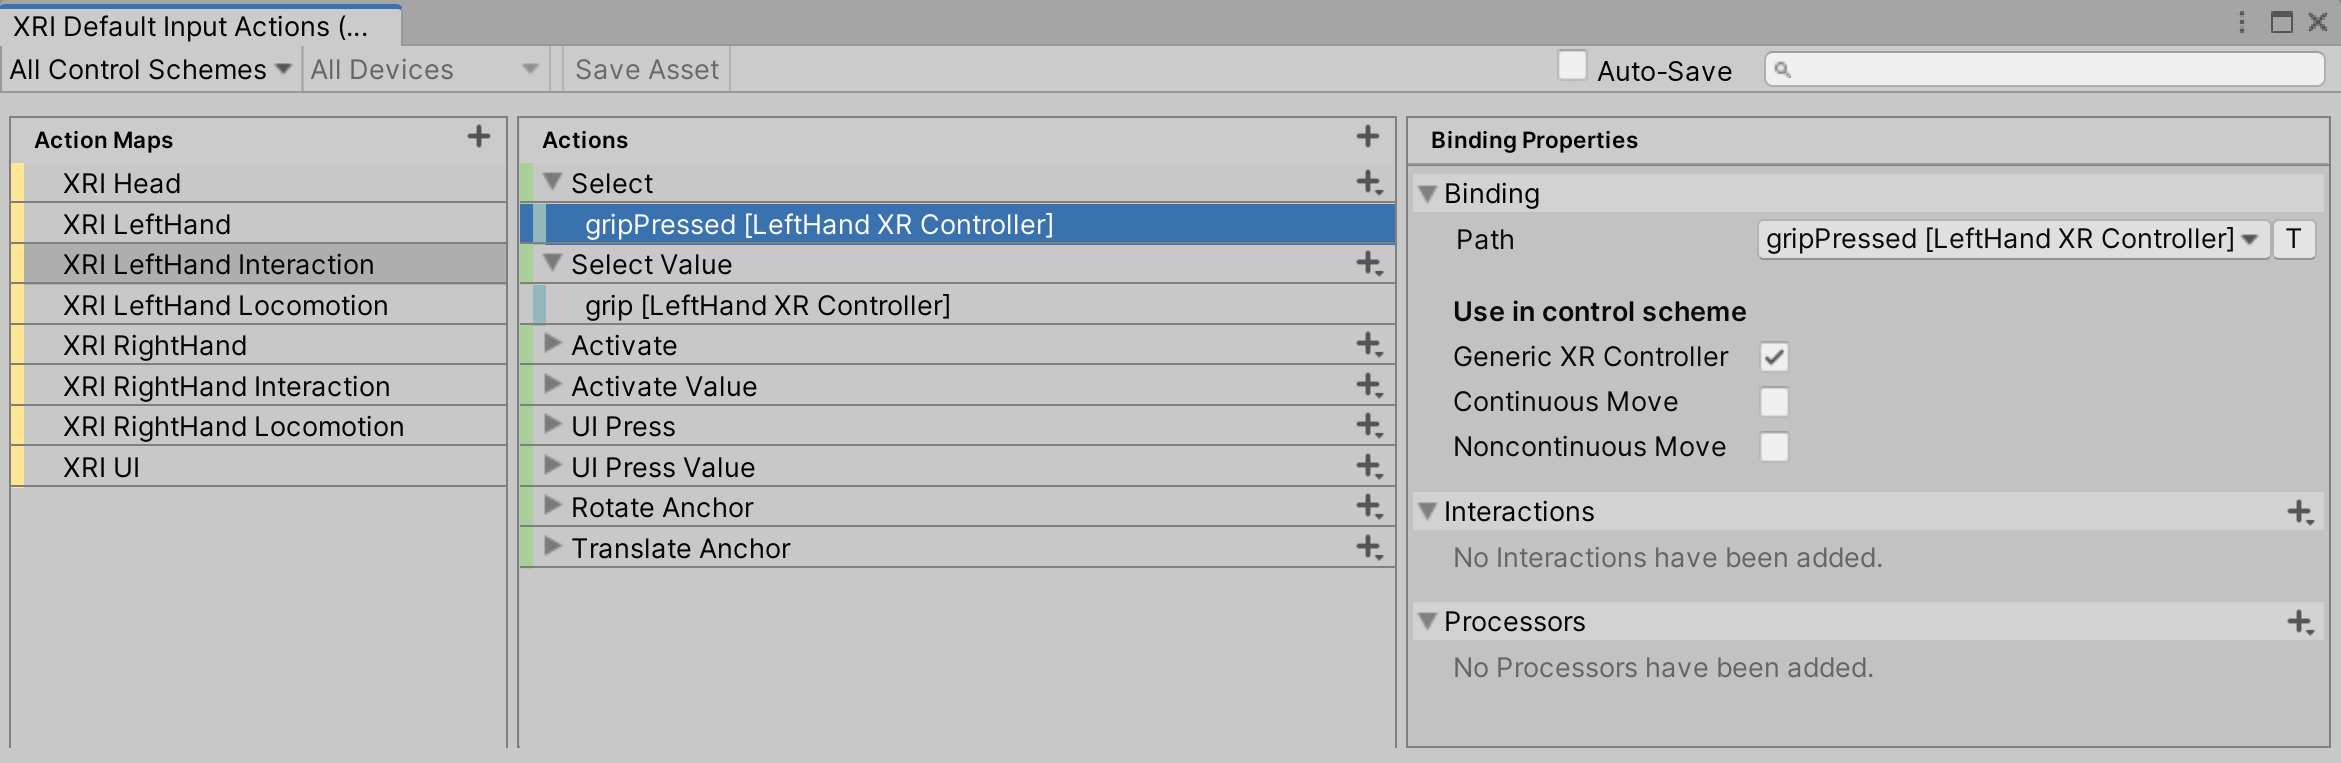 XRI Default Input Actions (...
All Control Schemes
All Devices
Save Asset
Auto-Save
Action Maps
XRI Head
XRI LeftHand
XRI LeftHand Interaction
XRI LeftHand Locomotion
XRI RightHand
XRI RightHand Interaction
XRI RightHand Locomotion
XRI UI
Actions
Select
gripPressed [LeftHand XR Controller]
Select Value
grip [LeftHand XR Controller]
Activate
Activate Value
UI Press
UI Press Value
Rotate Anchor
Translate Anchor
Binding Properties
Binding
Path gripPressed [LeftHand XR Controller] T
Use in control scheme
Generic XR Controller
Continuous Move
Noncontinuous Move
Interactions
No Interactions have been added.
Processors
No Processors have been added.